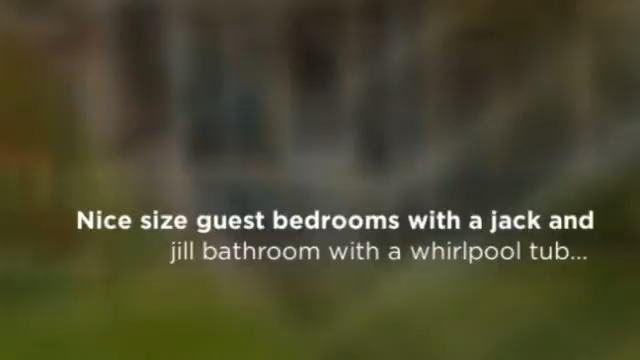 Nice size guest bedrooms with a jack and
jill bathroom with a whirlpool tub...